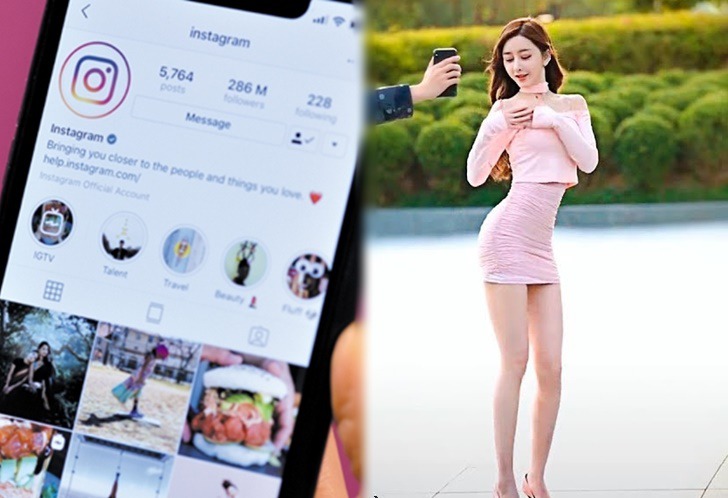 instagram
5,764 286 M 228
posts followers following
Message
Instagram
Bringing you closer to the people and things you love. ❤️
help.instagram.com/
Instagram Official Account
IGTV Talent Travel Beauty 💄 Fluff